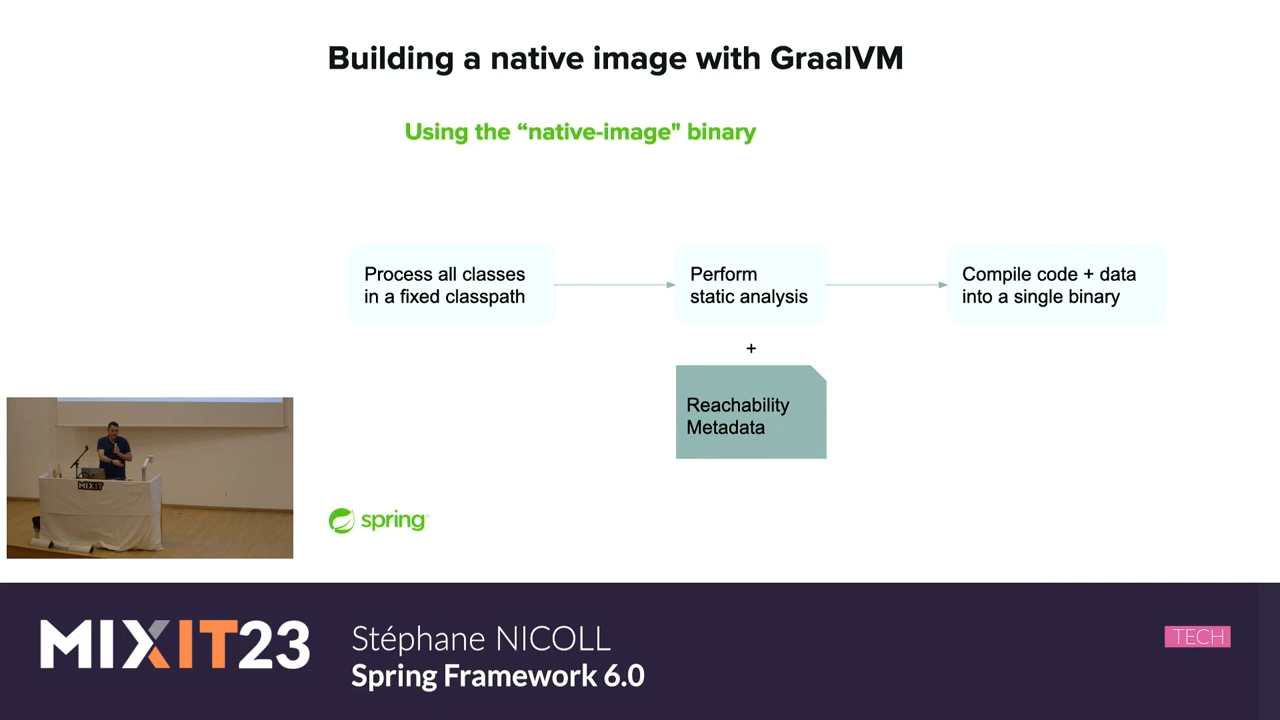 Building a native image with GraalVM
Using the “native-image" binary
Process all classes
in a fixed classpath
Perform
static analysis
Compile code + data
into a single binary
+
Reachability
Metadata
MIXIT
spring
MIXIT23
Stéphane NICOLL
Spring Framework 6.0
TECH